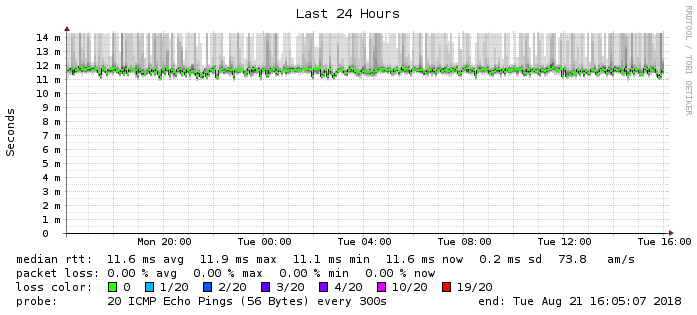 Last 24 Hours
RRDTOOL / TOBI OETIKER
Seconds
14 m
13 m
12 m
11 m
10 m
9 m
8 m
7 m
6 m
5 m
4 m
3 m
2 m
1 m
0
Mon 20:00 Tue 00:00 Tue 04:00 Tue 08:00 Tue 12:00 Tue 16:00
median rtt: 11.6 ms avg 11.9 ms max 11.1 ms min 11.6 ms now 0.2 ms sd 73.8 am/s
packet loss: 0.00 % avg 0.00 % max 0.00 % min 0.00 % now
loss color: 0 1/20 2/20 3/20 4/20 10/20 19/20
probe: 20 ICMP Echo Pings (56 Bytes) every 300s end: Tue Aug 21 16:05:07 2018